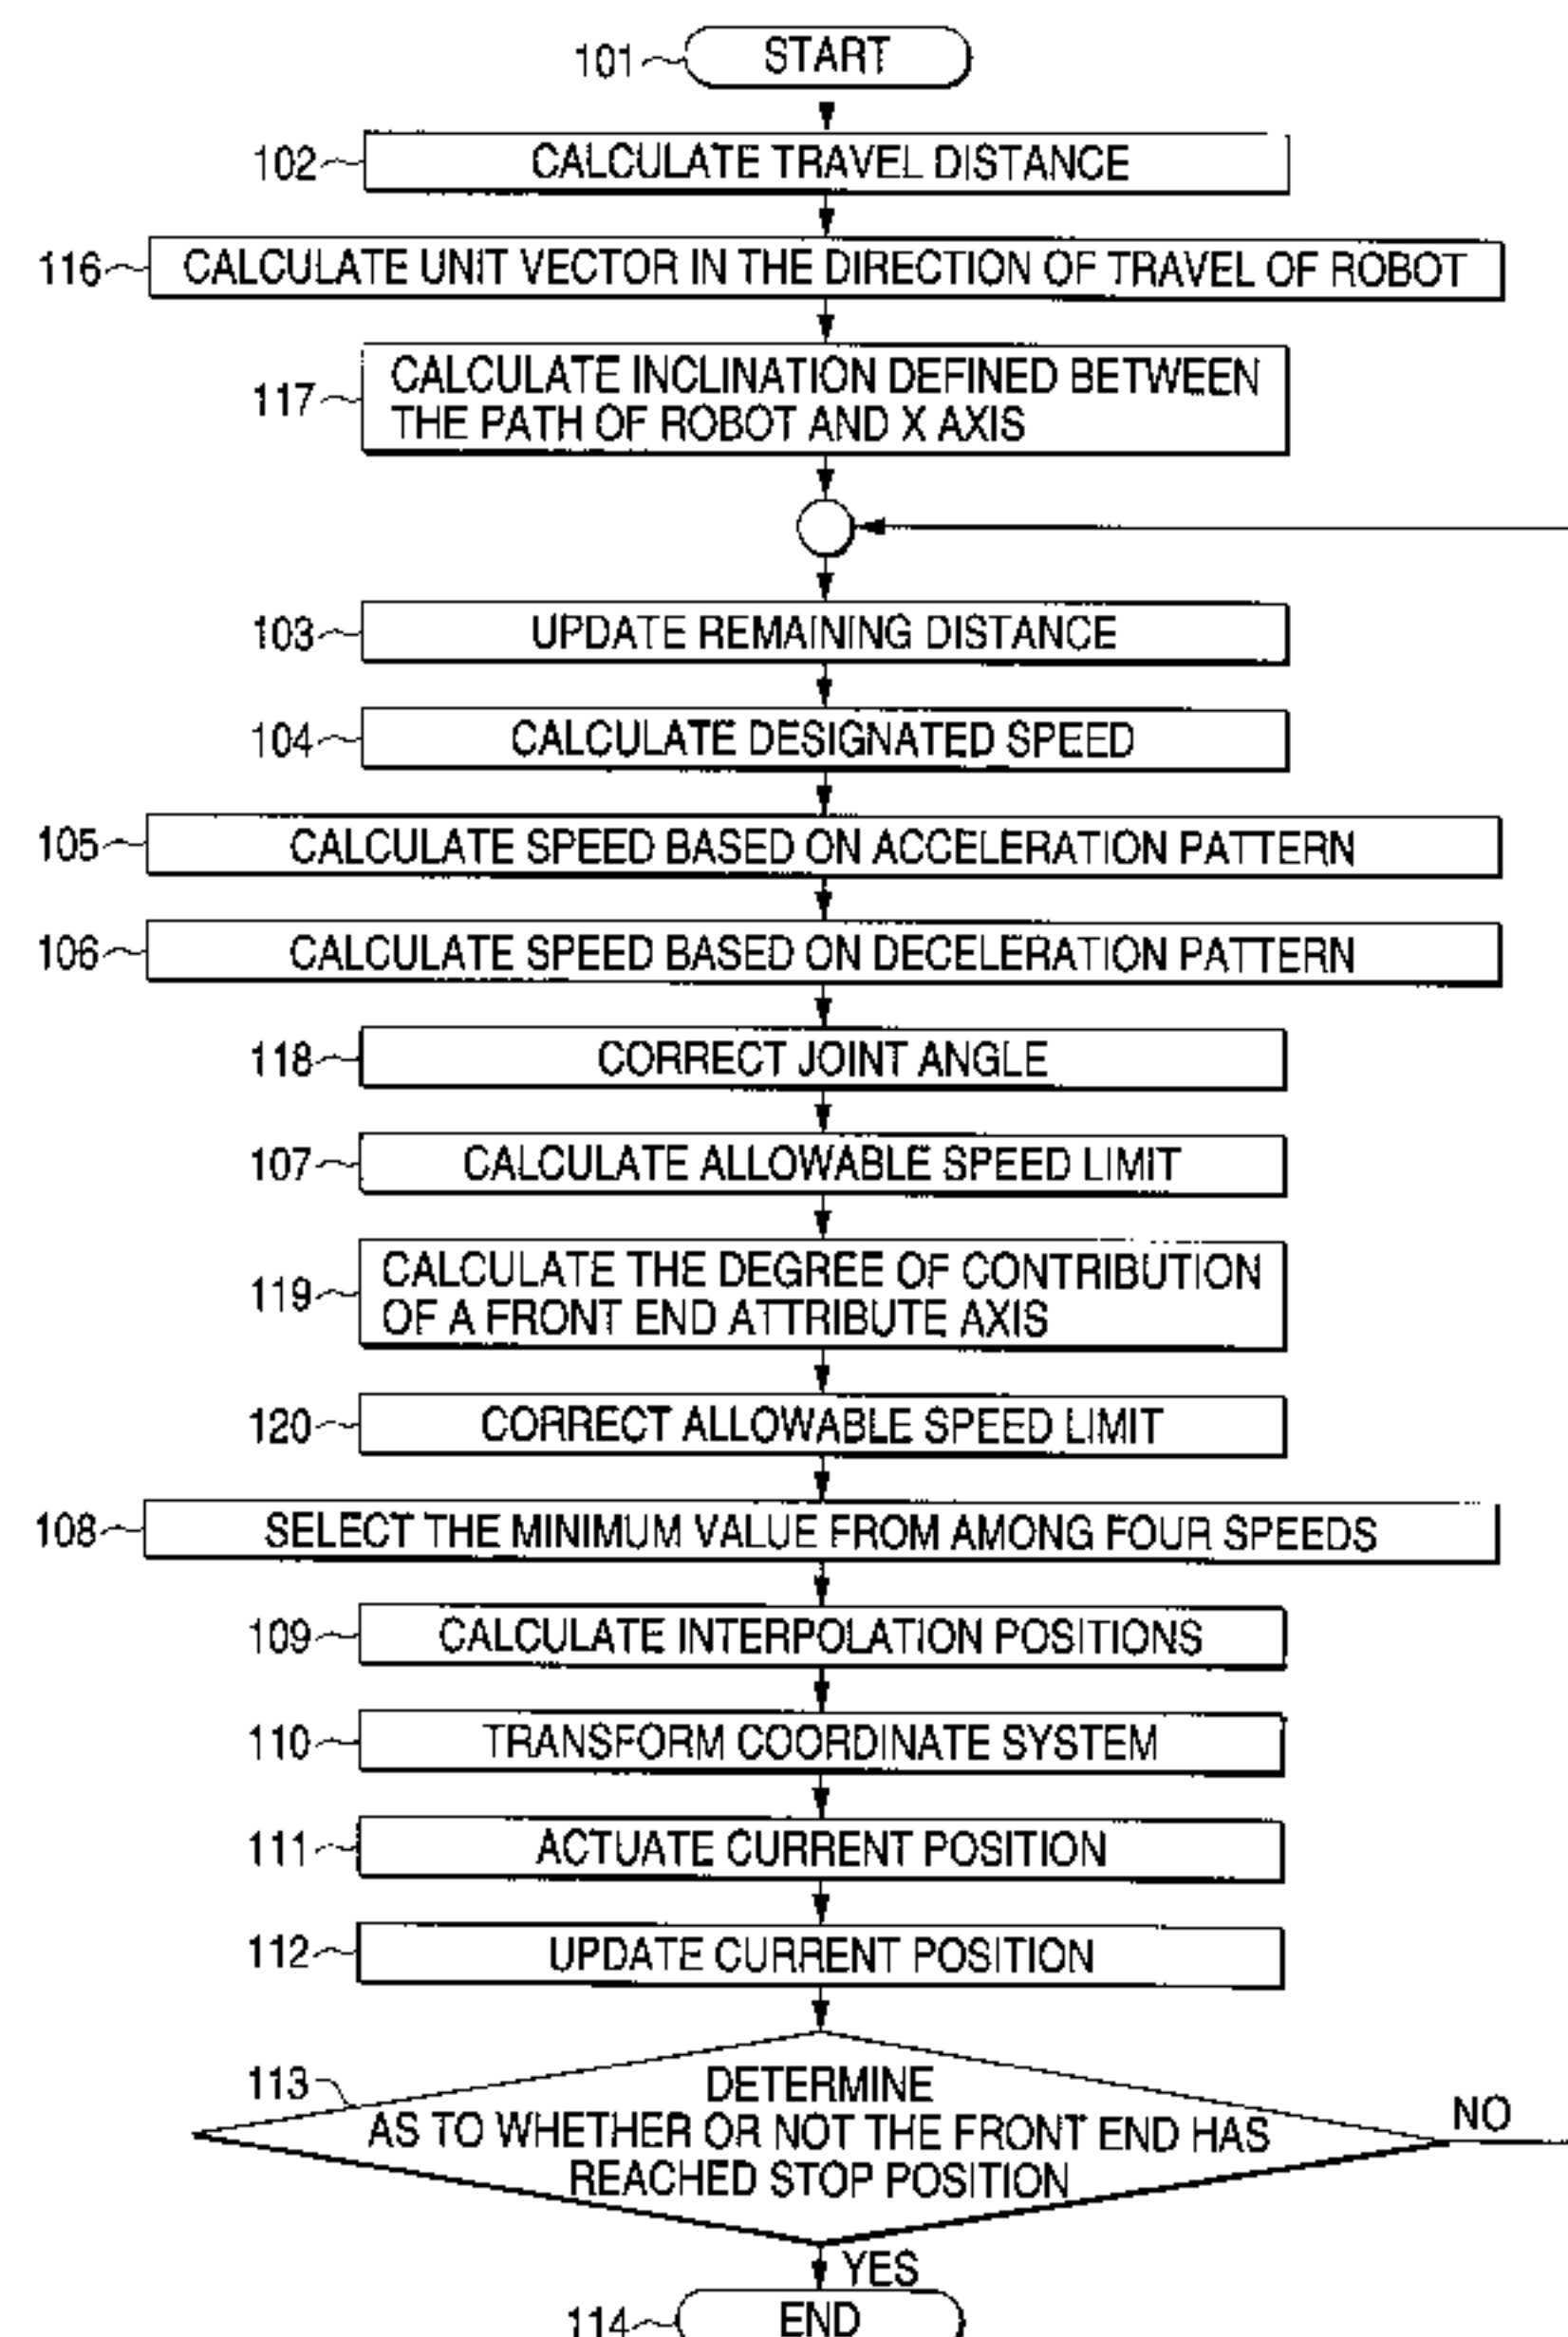 101 START
102 CALCULATE TRAVEL DISTANCE
116 CALCULATE UNIT VECTOR IN THE DIRECTION OF TRAVEL OF ROBOT
117 CALCULATE INCLINATION DEFINED BETWEEN
THE PATH OF ROBOT AND X AXIS
103 UPDATE REMAINING DISTANCE
104 CALCULATE DESIGNATED SPEED
105 CALCULATE SPEED BASED ON ACCELERATION PATTERN
106 CALCULATE SPEED BASED ON DECELERATION PATTERN
118 CORRECT JOINT ANGLE
107 CALCULATE ALLOWABLE SPEED LIMIT
119 CALCULATE THE DEGREE OF CONTRIBUTION
OF A FRONT END ATTRIBUTE AXIS
120 CORRECT ALLOWABLE SPEED LIMIT
108 SELECT THE MINIMUM VALUE FROM AMONG FOUR SPEEDS
109 CALCULATE INTERPOLATION POSITIONS
110 TRANSFORM COORDINATE SYSTEM
111 ACTUATE CURRENT POSITION
112 UPDATE CURRENT POSITION
113 DETERMINE
AS TO WHETHER OR NOT THE FRONT END HAS
REACHED STOP POSITION
NO
YES
114 END